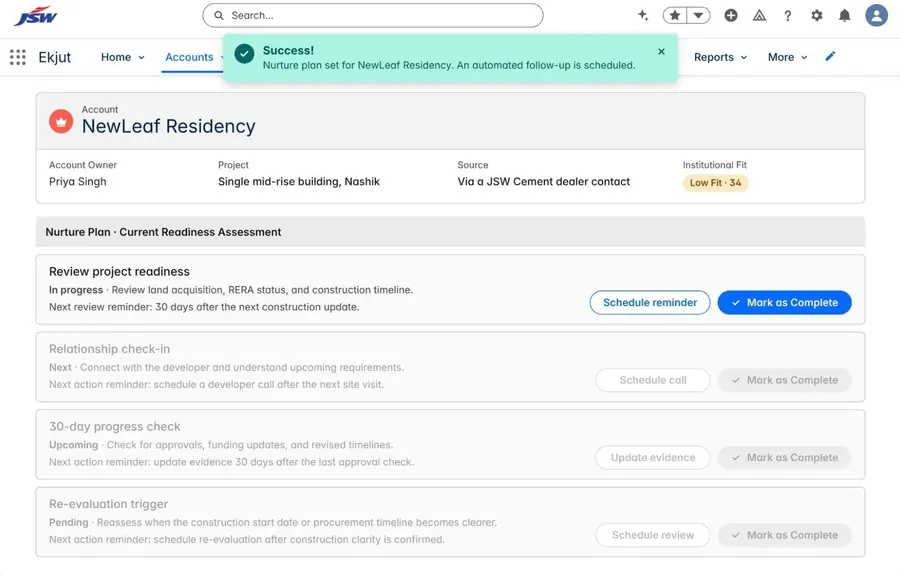 JSW
Search...
Ekjut
Home
Accounts
Reports
More
Success!
Nurture plan set for NewLeaf Residency. An automated follow-up is scheduled.
Account
NewLeaf Residency
Account Owner
Priya Singh
Project
Single mid-rise building, Nashik
Source
Via a JSW Cement dealer contact
Institutional Fit
Low Fit · 34
Nurture Plan · Current Readiness Assessment
Review project readiness
In progress · Review land acquisition, RERA status, and construction timeline.
Next review reminder: 30 days after the next construction update.
Schedule reminder
Mark as Complete
Relationship check-in
Next · Connect with the developer and understand upcoming requirements.
Next action reminder: schedule a developer call after the next site visit.
Schedule call
Mark as Complete
30-day progress check
Upcoming · Check for approvals, funding updates, and revised timelines.
Next action reminder: update evidence 30 days after the last approval check.
Update evidence
Mark as Complete
Re-evaluation trigger
Pending · Reassess when the construction start date or procurement timeline becomes clearer.
Next action reminder: schedule re-evaluation after construction clarity is confirmed.
Schedule review
Mark as Complete